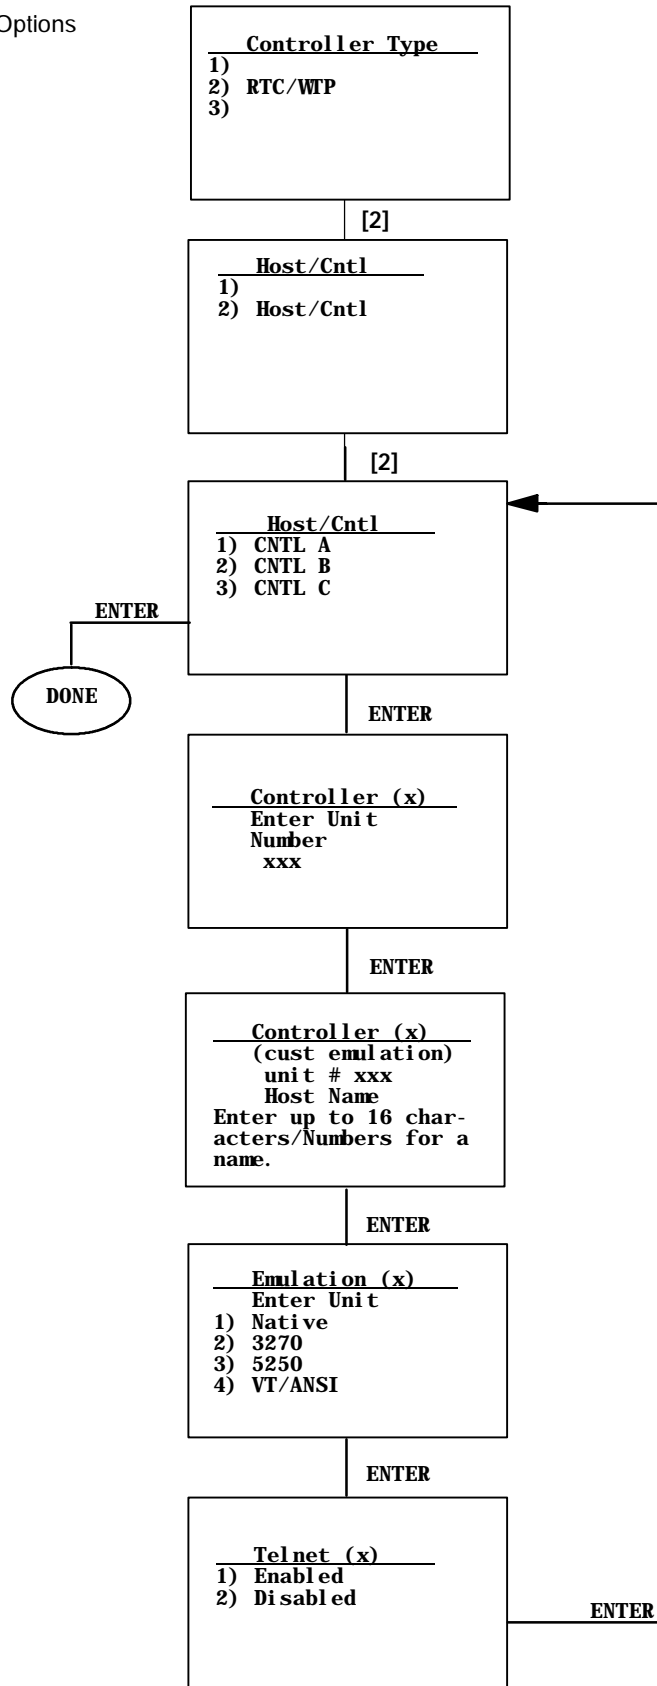 Options
Controller Type
1)
2) RTC/WTP
3)
[2]
Host/Cntl
1)
2) Host/Cntl
[2]
Host/Cntl
1) CNTL A
2) CNTL B
3) CNTL C
ENTER
DONE
ENTER
Controller (x)
Enter Unit
Number
xxx
ENTER
Controller (x)
(cust emulation)
unit # xxx
Host Name
Enter up to 16 char-
acters/Numbers for a
name.
ENTER
Emulation (x)
Enter Unit
1) Native
2) 3270
3) 5250
4) VT/ANSI
ENTER
Telnet (x)
1) Enabled
2) Disabled
ENTER